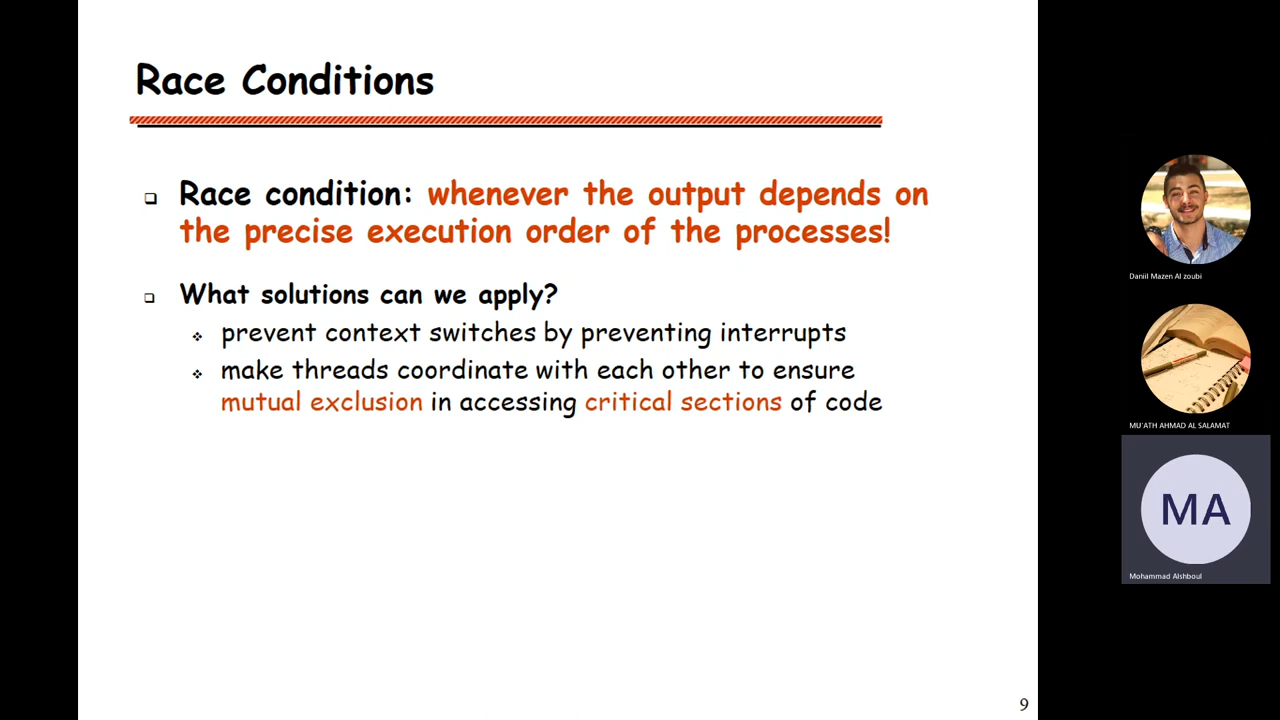 Race Conditions
Race condition: whenever the output depends on
the precise execution order of the processes!
What solutions can we apply?
prevent context switches by preventing interrupts
make threads coordinate with each other to ensure
mutual exclusion in accessing critical sections of code
9
Daniil Mazen Al zoubi
MU'ATH AHMAD AL SALAMAT
MA
Mohammad Alshboul